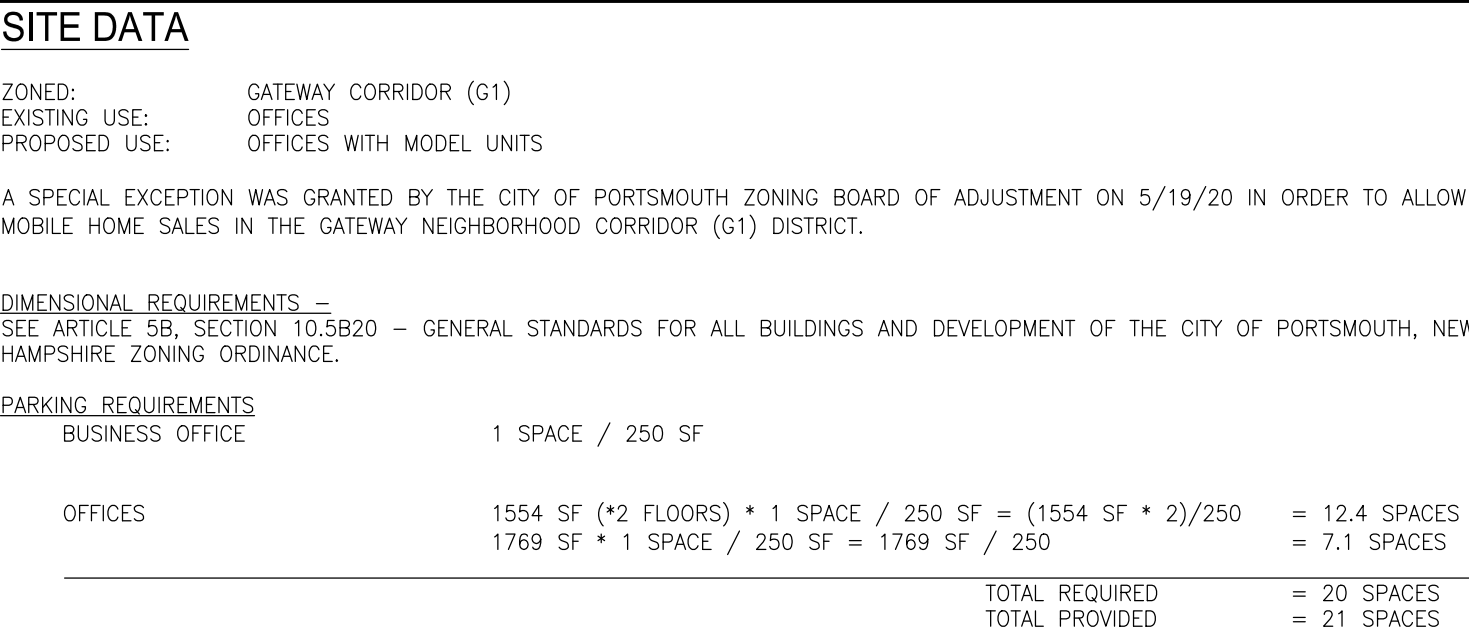 SITE DATA
ZONED: GATEWAY CORRIDOR (G1)
EXISTING USE: OFFICES
PROPOSED USE: OFFICES WITH MODEL UNITS
A SPECIAL EXCEPTION WAS GRANTED BY THE CITY OF PORTSMOUTH ZONING BOARD OF ADJUSTMENT ON 5/19/20 IN ORDER TO ALLOW
MOBILE HOME SALES IN THE GATEWAY NEIGHBORHOOD CORRIDOR (G1) DISTRICT.
DIMENSIONAL REQUIREMENTS –
SEE ARTICLE 5B, SECTION 10.5B20 – GENERAL STANDARDS FOR ALL BUILDINGS AND DEVELOPMENT OF THE CITY OF PORTSMOUTH, NEW
HAMPSHIRE ZONING ORDINANCE.
PARKING REQUIREMENTS
BUSINESS OFFICE 1 SPACE / 250 SF
OFFICES 1554 SF (*2 FLOORS) * 1 SPACE / 250 SF = (1554 SF * 2)/250 = 12.4 SPACES
1769 SF * 1 SPACE / 250 SF = 1769 SF / 250 = 7.1 SPACES
TOTAL REQUIRED = 20 SPACES
TOTAL PROVIDED = 21 SPACES